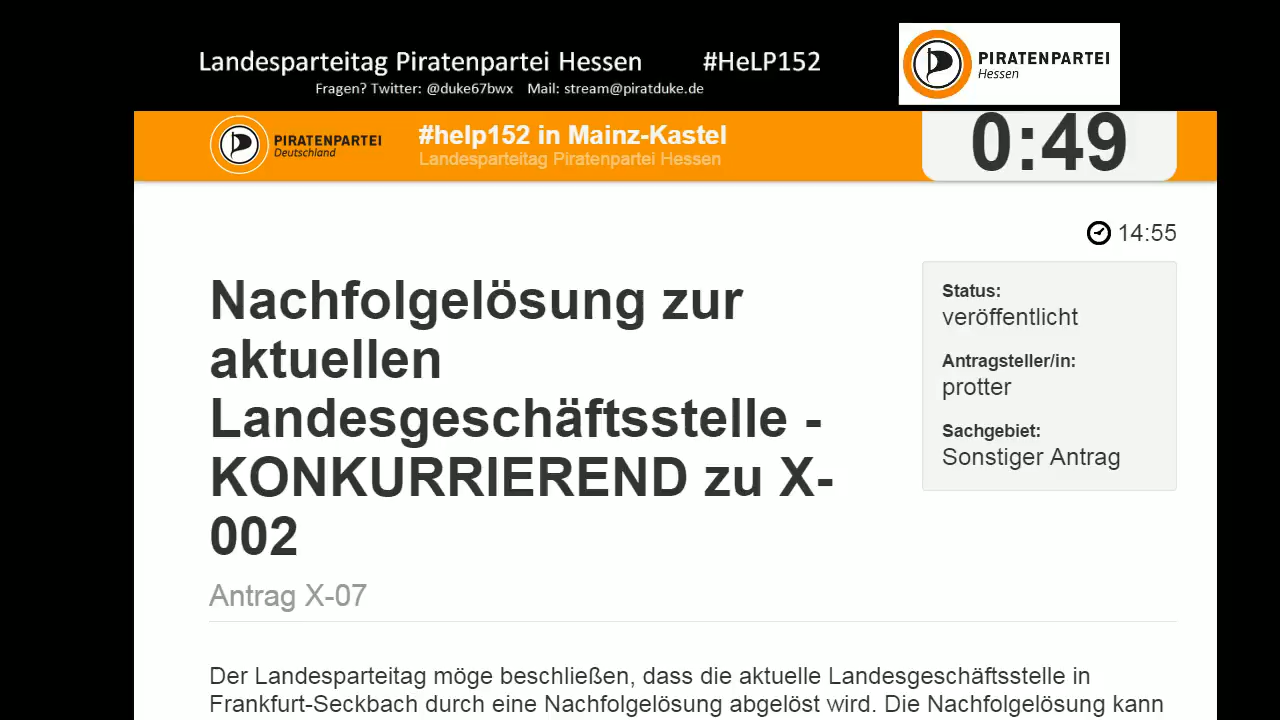 Landesparteitag Piratenpartei Hessen #HeLP152
Fragen? Twitter: @duke67bwx Mail: stream@piratduke.de
PIRATENPARTEI
Hessen
PIRATENPARTEI
Deutschland
#help152 in Mainz-Kastel
Landesparteitag Piratenpartei Hessen
0:49
14:55
Nachfolgelösung zur
aktuellen
Landesgeschäftsstelle -
KONKURRIEREND zu X-
002
Antrag X-07
Status:
veröffentlicht
Antragsteller/in:
protter
Sachgebiet:
Sonstiger Antrag
Der Landesparteitag möge beschließen, dass die aktuelle Landesgeschäftsstelle in
Frankfurt-Seckbach durch eine Nachfolgelösung abgelöst wird. Die Nachfolgelösung kann